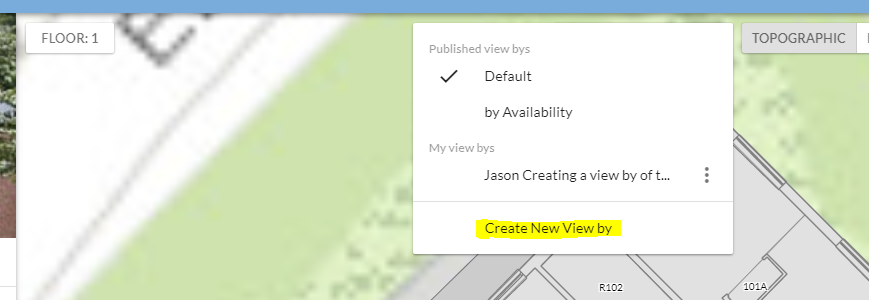 FLOOR: 1
Published view bys
Default
by Availability
My view bys
Jason Creating a view by of t...
Create New View by
TOPOGRAPHIC
R102
101A